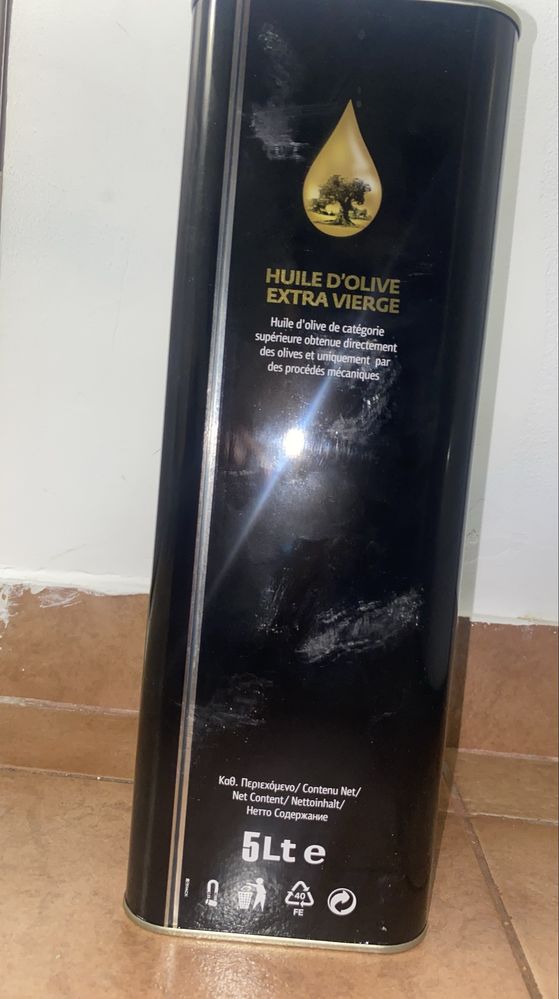 HUILE D'OLIVE
EXTRA VIERGE
Huile d'olive de catégorie
supérieure obtenue directement
des olives et uniquement par
des procédés mécaniques
Καθ. Περιεχόμενο/ Contenu Net/
Net Content/ Nettoinhalt/
Нетто Содержание
5Lt e
40
FE